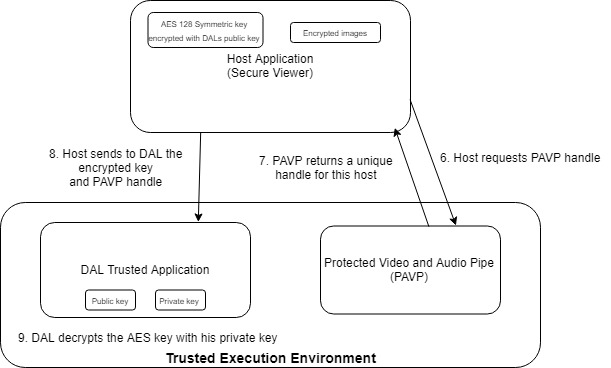 AES 128 Symmetric key
encrypted with DALs public key
Encrypted images
Host Application
(Secure Viewer)
8. Host sends to DAL the
encrypted key
and PAVP handle
7. PAVP returns a unique
handle for this host
6. Host requests PAVP handle
DAL Trusted Application
Public key
Private key
Protected Video and Audio Pipe
(PAVP)
9. DAL decrypts the AES key with his private key
Trusted Execution Environment